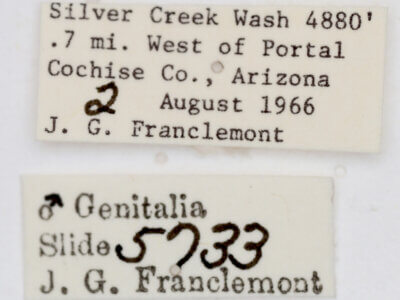 Silver Creek Wash 4880'
.7 mi. West of Portal
Cochise Co., Arizona
2 August 1966
J. G. Franclemont
♂ Genitalia
Slide 5733
J. G. Franclemont